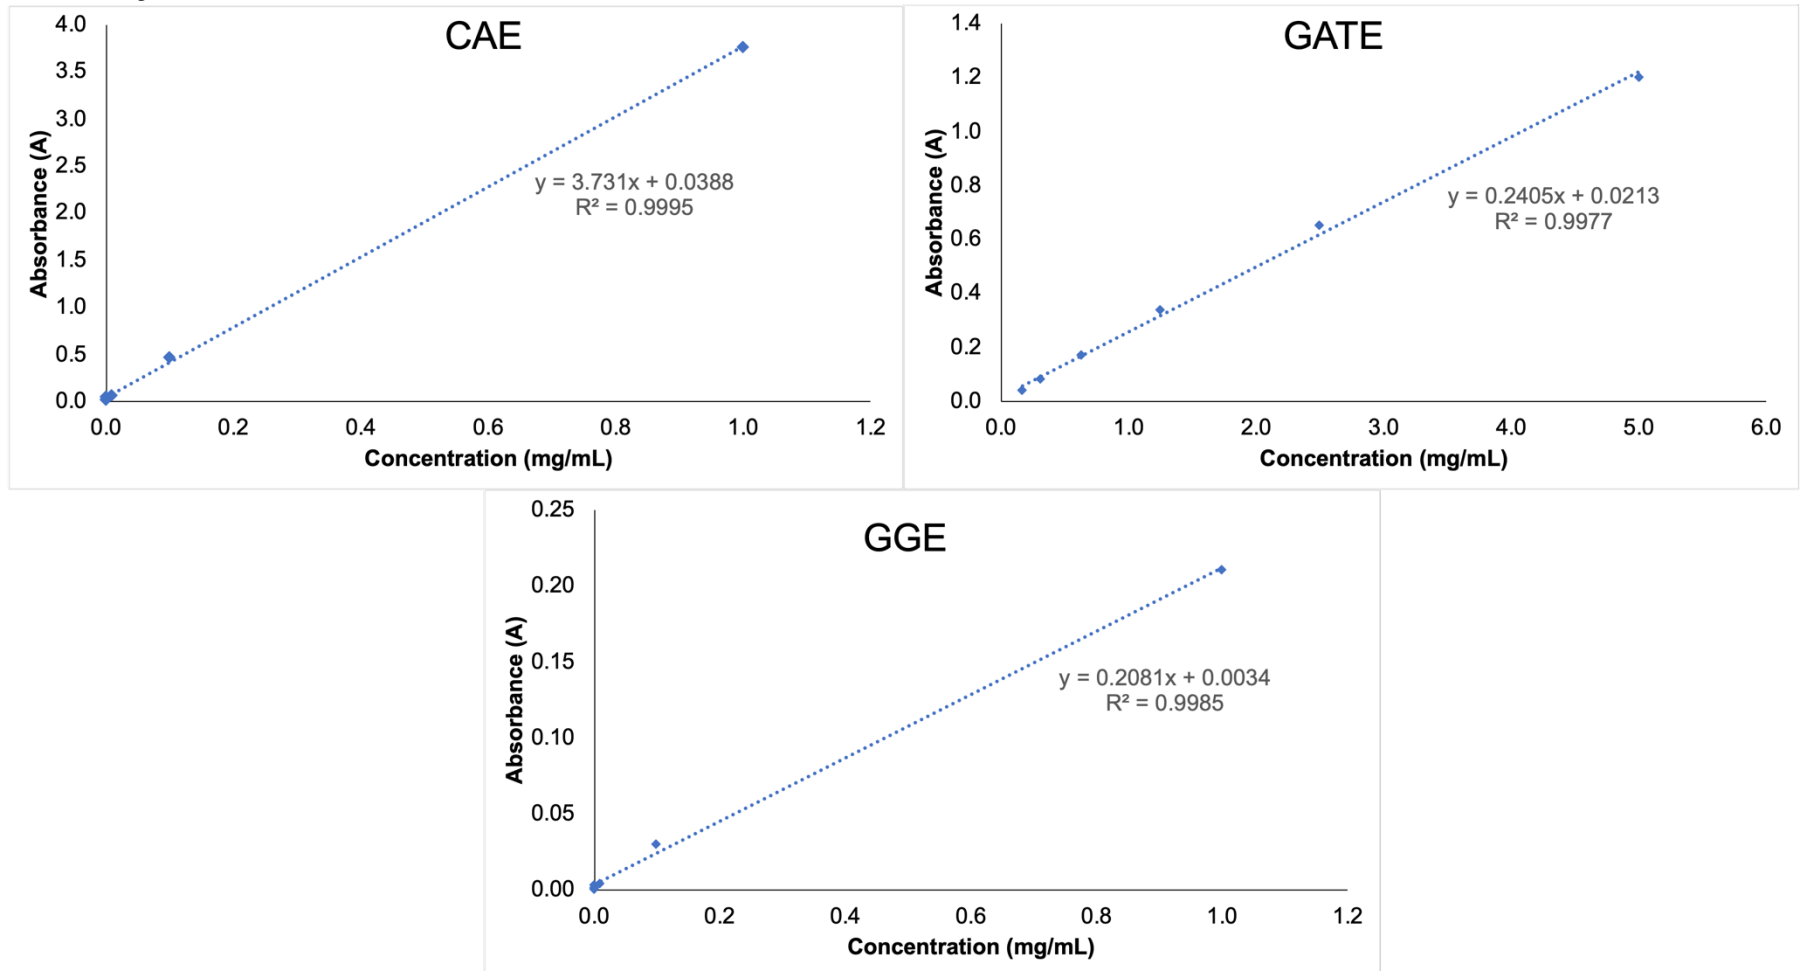 CAE
4.0
3.5
3.0
2.5
2.0
1.5
1.0
0.5
0.0
Absorbance (A)
y = 3.731x + 0.0388
R² = 0.9995
0.0 0.2 0.4 0.6 0.8 1.0 1.2
Concentration (mg/mL)
GATE
1.4
1.2
1.0
0.8
0.6
0.4
0.2
0.0
Absorbance (A)
y = 0.2405x + 0.0213
R² = 0.9977
0.0 1.0 2.0 3.0 4.0 5.0 6.0
Concentration (mg/mL)
GGE
0.25
0.20
0.15
0.10
0.05
0.00
Absorbance (A)
y = 0.2081x + 0.0034
R² = 0.9985
0.0 0.2 0.4 0.6 0.8 1.0 1.2
Concentration (mg/mL)